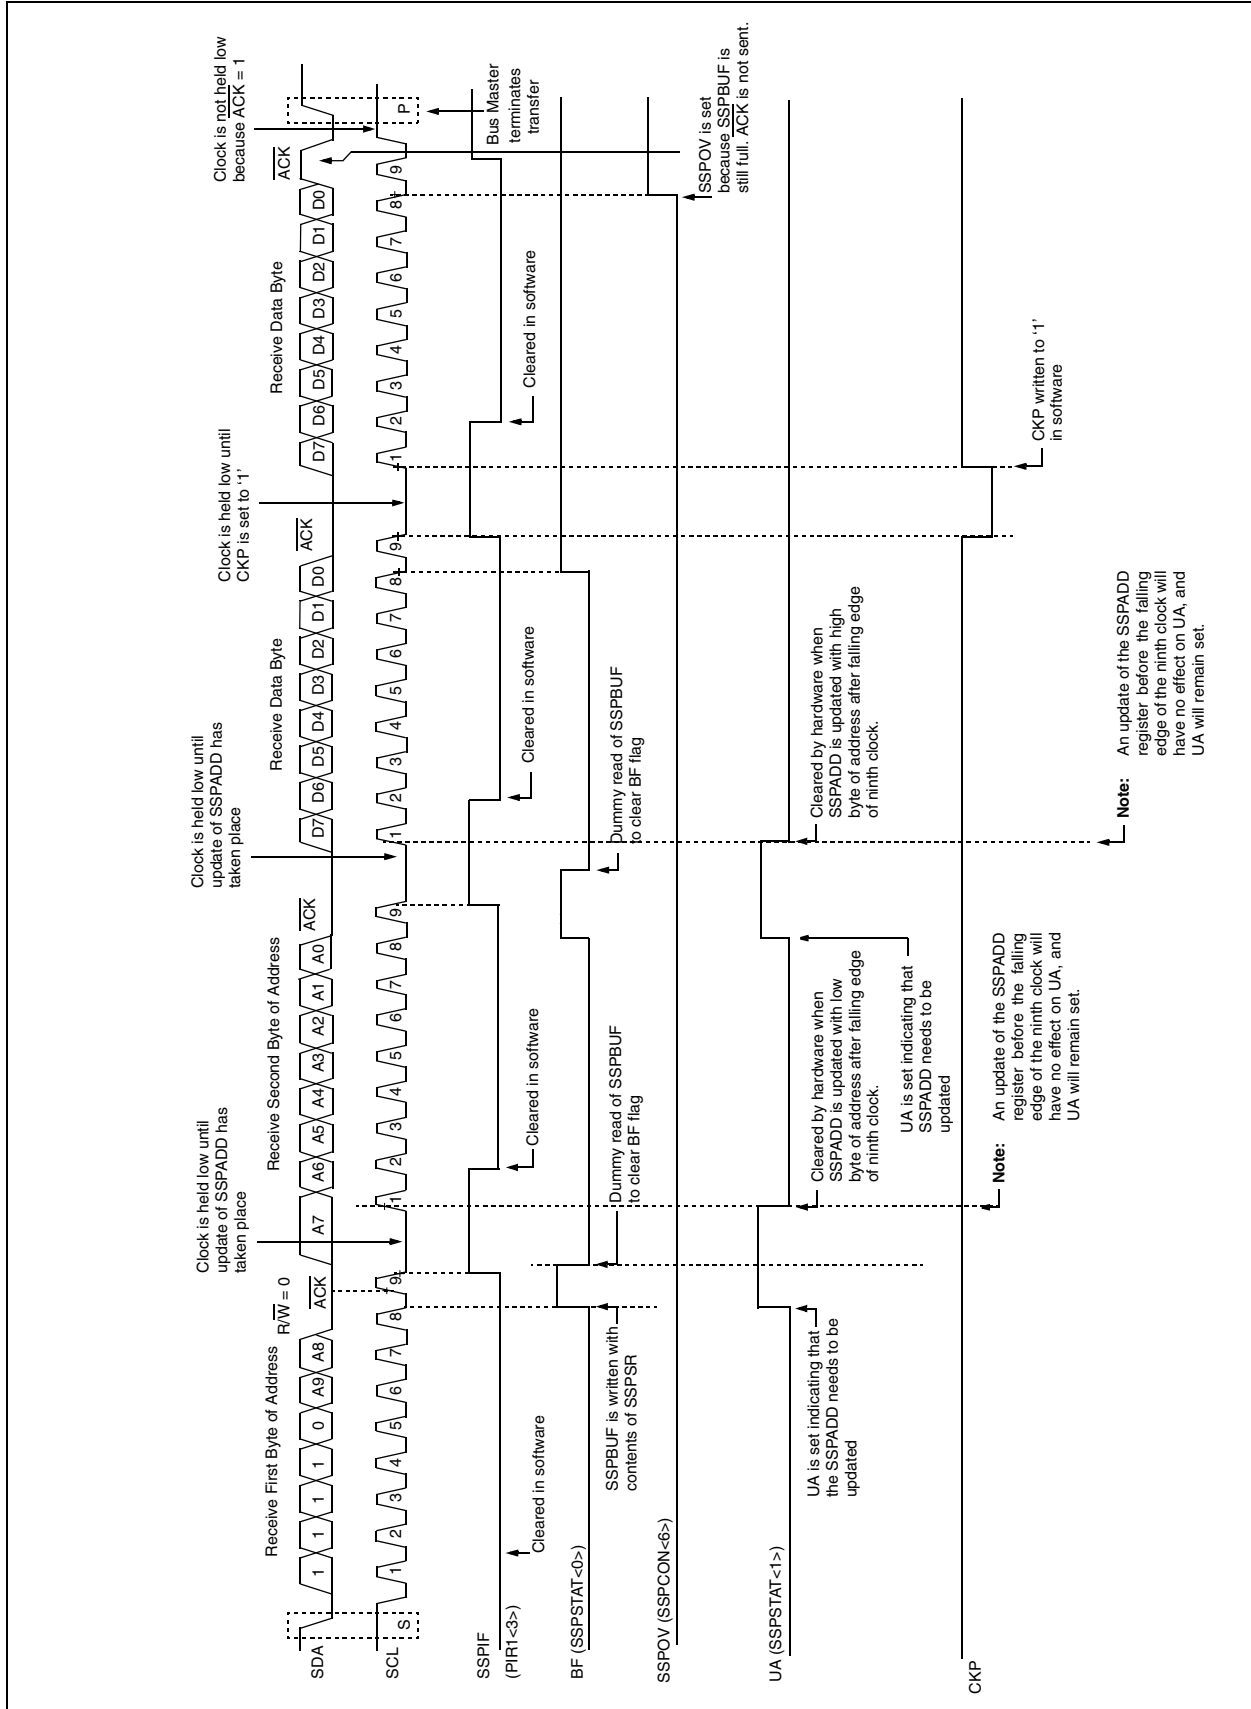 Clock is held low until
update of SSPADD has
taken place
Clock is held low until
update of SSPADD has
taken place
Clock is held low until
CKP is set to ‘1’
Clock is not held low
because ACK = 1
Receive First Byte of Address
R/W = 0
Receive Second Byte of Address
Receive Data Byte
Receive Data Byte
ACK
ACK
ACK
ACK
SDA
1 1 1 1 0 A9 A8
A7 A6 A5 A4 A3 A2 A1 A0
D7 D6 D5 D4 D3 D2 D1 D0
D7 D6 D5 D4 D3 D2 D1 D0
SCL
S
1 2 3 4 5 6 7 8 9
1 2 3 4 5 6 7 8 9
1 2 3 4 5 6 7 8 9
1 2 3 4 5 6 7 8 9
P
Bus Master
terminates
transfer
SSPIF
(PIR1<3>)
Cleared in software
Cleared in software
Cleared in software
Cleared in software
BF (SSPSTAT<0>)
SSPBUF is written with
contents of SSPSR
Dummy read of SSPBUF
to clear BF flag
Dummy read of SSPBUF
to clear BF flag
SSPOV (SSPCON<6>)
SSPOV is set
because SSPBUF is
still full. ACK is not sent.
UA (SSPSTAT<1>)
UA is set indicating that
the SSPADD needs to be
updated
Cleared by hardware when
SSPADD is updated with low
byte of address after falling edge
of ninth clock.
UA is set indicating that
SSPADD needs to be
updated
Cleared by hardware when
SSPADD is updated with high
byte of address after falling edge
of ninth clock.
CKP
CKP written to ‘1’
in software
Note: An update of the SSPADD
register before the falling
edge of the ninth clock will
have no effect on UA, and
UA will remain set.
Note: An update of the SSPADD
register before the falling
edge of the ninth clock will
have no effect on UA, and
UA will remain set.